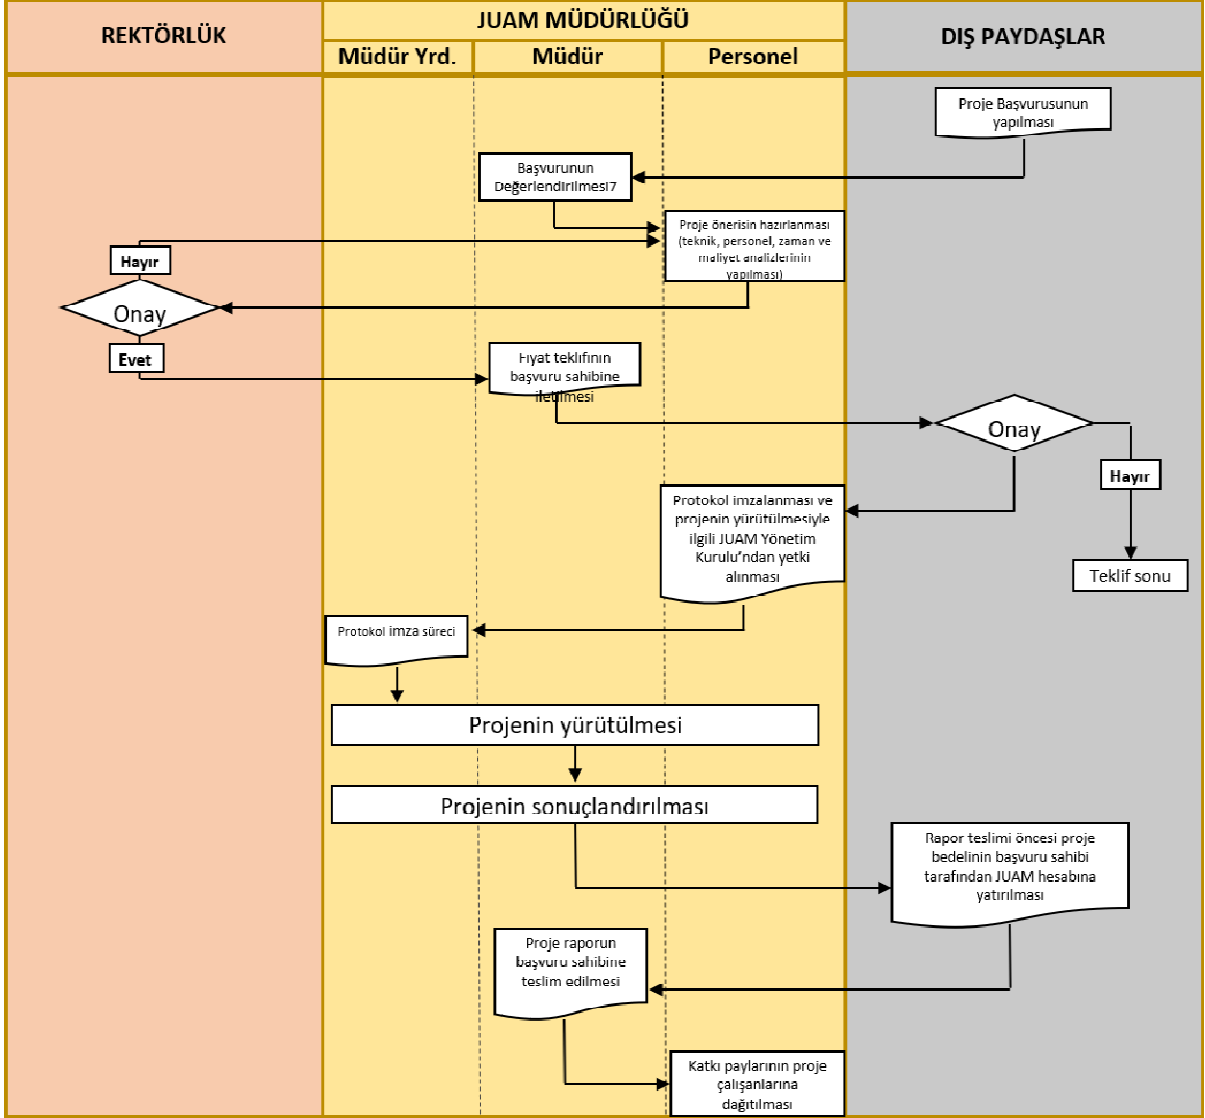 REKTÖRLÜK
JUAM MÜDÜRLÜĞÜ
DIŞ PAYDAŞLAR
Müdür Yrd.
Müdür
Personel
Proje Başvurusunun
yapılması
Başvurunun
Değerlendirilmesi7
Proje önerisin hazırlanması
(teknik, personel, zaman ve
maliyet analizlerinin
yapılması)
Hayır
Onay
Evet
Fiyat teklifinin
başvuru sahibine
iletilmesi
Onay
Hayır
Teklif sonu
Protokol imzalanması ve
projenin yürütülmesiyle
ilgili JUAM Yönetim
Kurulu’ndan yetki
alınması
Protokol imza süreci
Projenin yürütülmesi
Projenin sonuçlandırılması
Rapor teslimi öncesi proje
bedelinin başvuru sahibi
tarafından JUAM hesabına
yatırılması
Proje raporun
başvuru sahibine
teslim edilmesi
Katkı paylarının proje
çalışanlarına
dağıtılması